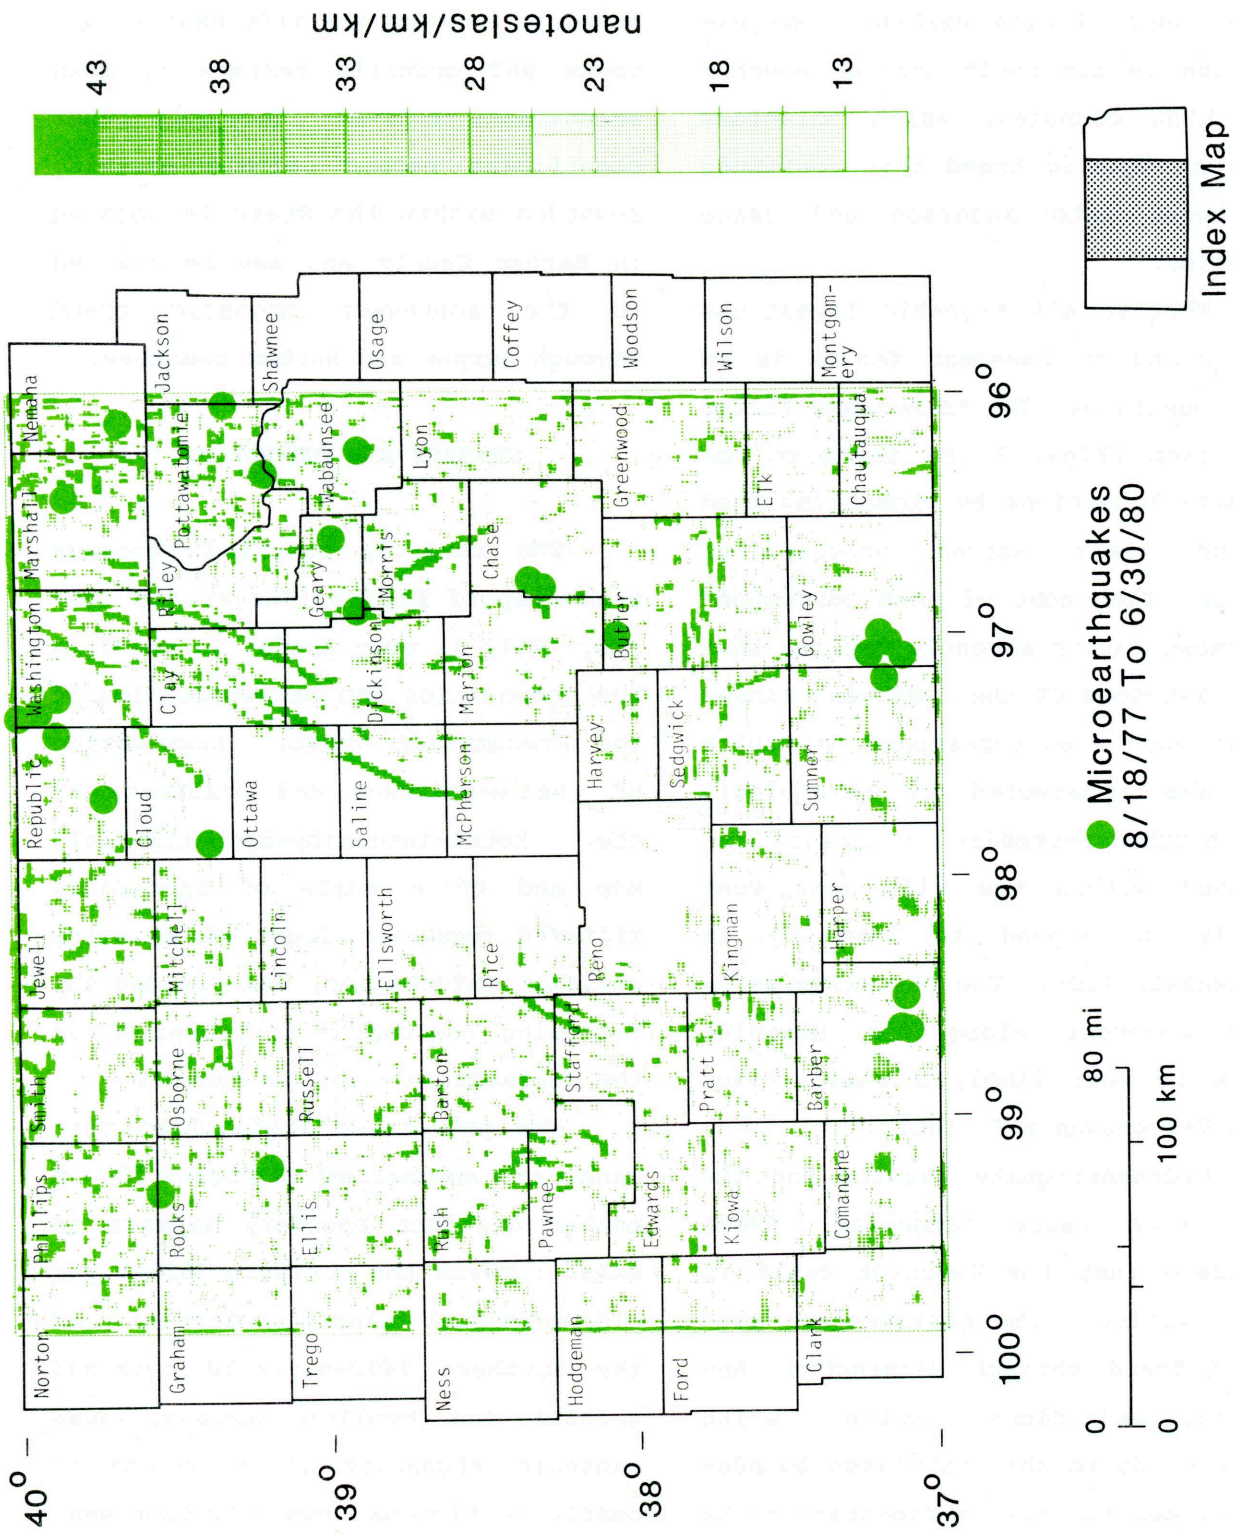 40°
39°
38°
37°
100°
99°
98°
97°
96°
Norton
Phillips
Smith
Jewell
Republic
Washington
Marshall
Nemaha
Graham
Rooks
Osborne
Mitchell
Cloud
Clay
Riley
Pottawatomie
Jackson
Trego
Ellis
Russell
Lincoln
Ottawa
Dickinson
Geary
Wabaunsee
Shawnee
Ness
Rush
Barton
Ellsworth
Saline
Morris
Lyon
Osage
Hodgeman
Pawnee
Stafford
Rice
McPherson
Marion
Chase
Coffey
Ford
Edwards
Reno
Harvey
Butler
Greenwood
Woodson
Kiowa
Pratt
Kingman
Sedgwick
Elk
Wilson
Clark
Comanche
Barber
Harper
Sumner
Cowley
Chautauqua
Montgom-
ery
0 80 mi
0 100 km
Microearthquakes
8/18/77 To 6/30/80
Index Map
43
38
33
28
23
18
13
nanoteslas/km/km